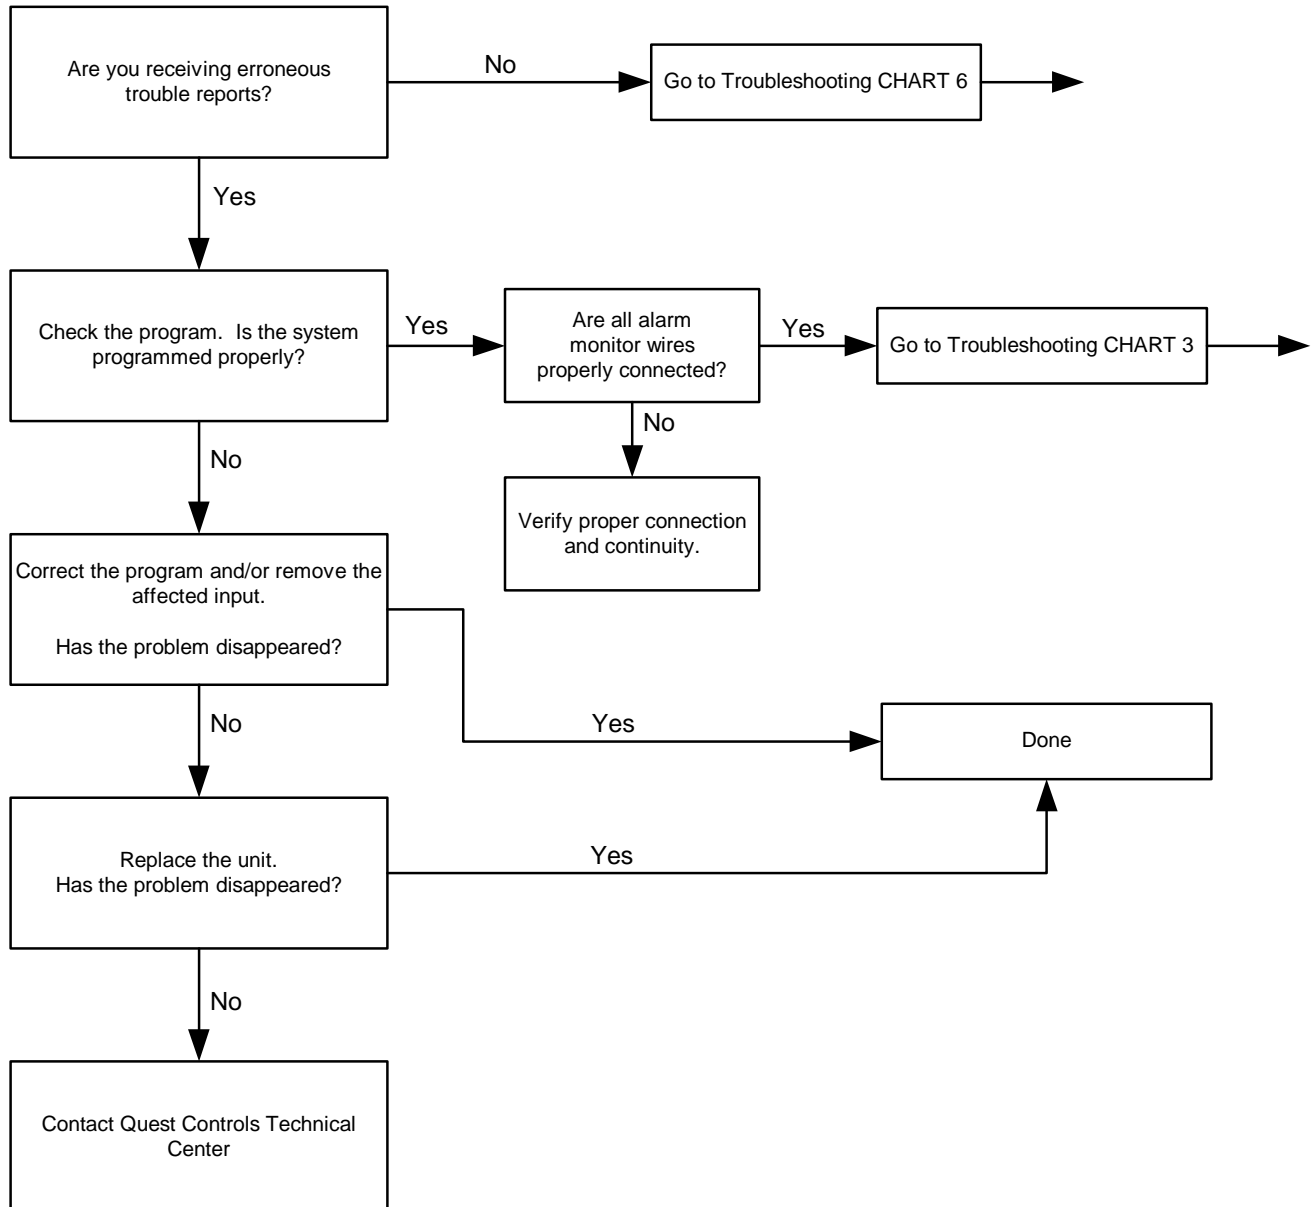 Are you receiving erroneous
trouble reports?
No
Go to Troubleshooting CHART 6
Yes
Check the program.  Is the system
programmed properly?
Yes
Are all alarm
monitor wires
properly connected?
Yes
Go to Troubleshooting CHART 3
No
No
Verify proper connection
and continuity.
Correct the program and/or remove the
affected input.
Has the problem disappeared?
Yes
Done
No
Replace the unit.
Has the problem disappeared?
Yes
No
Contact Quest Controls Technical
Center